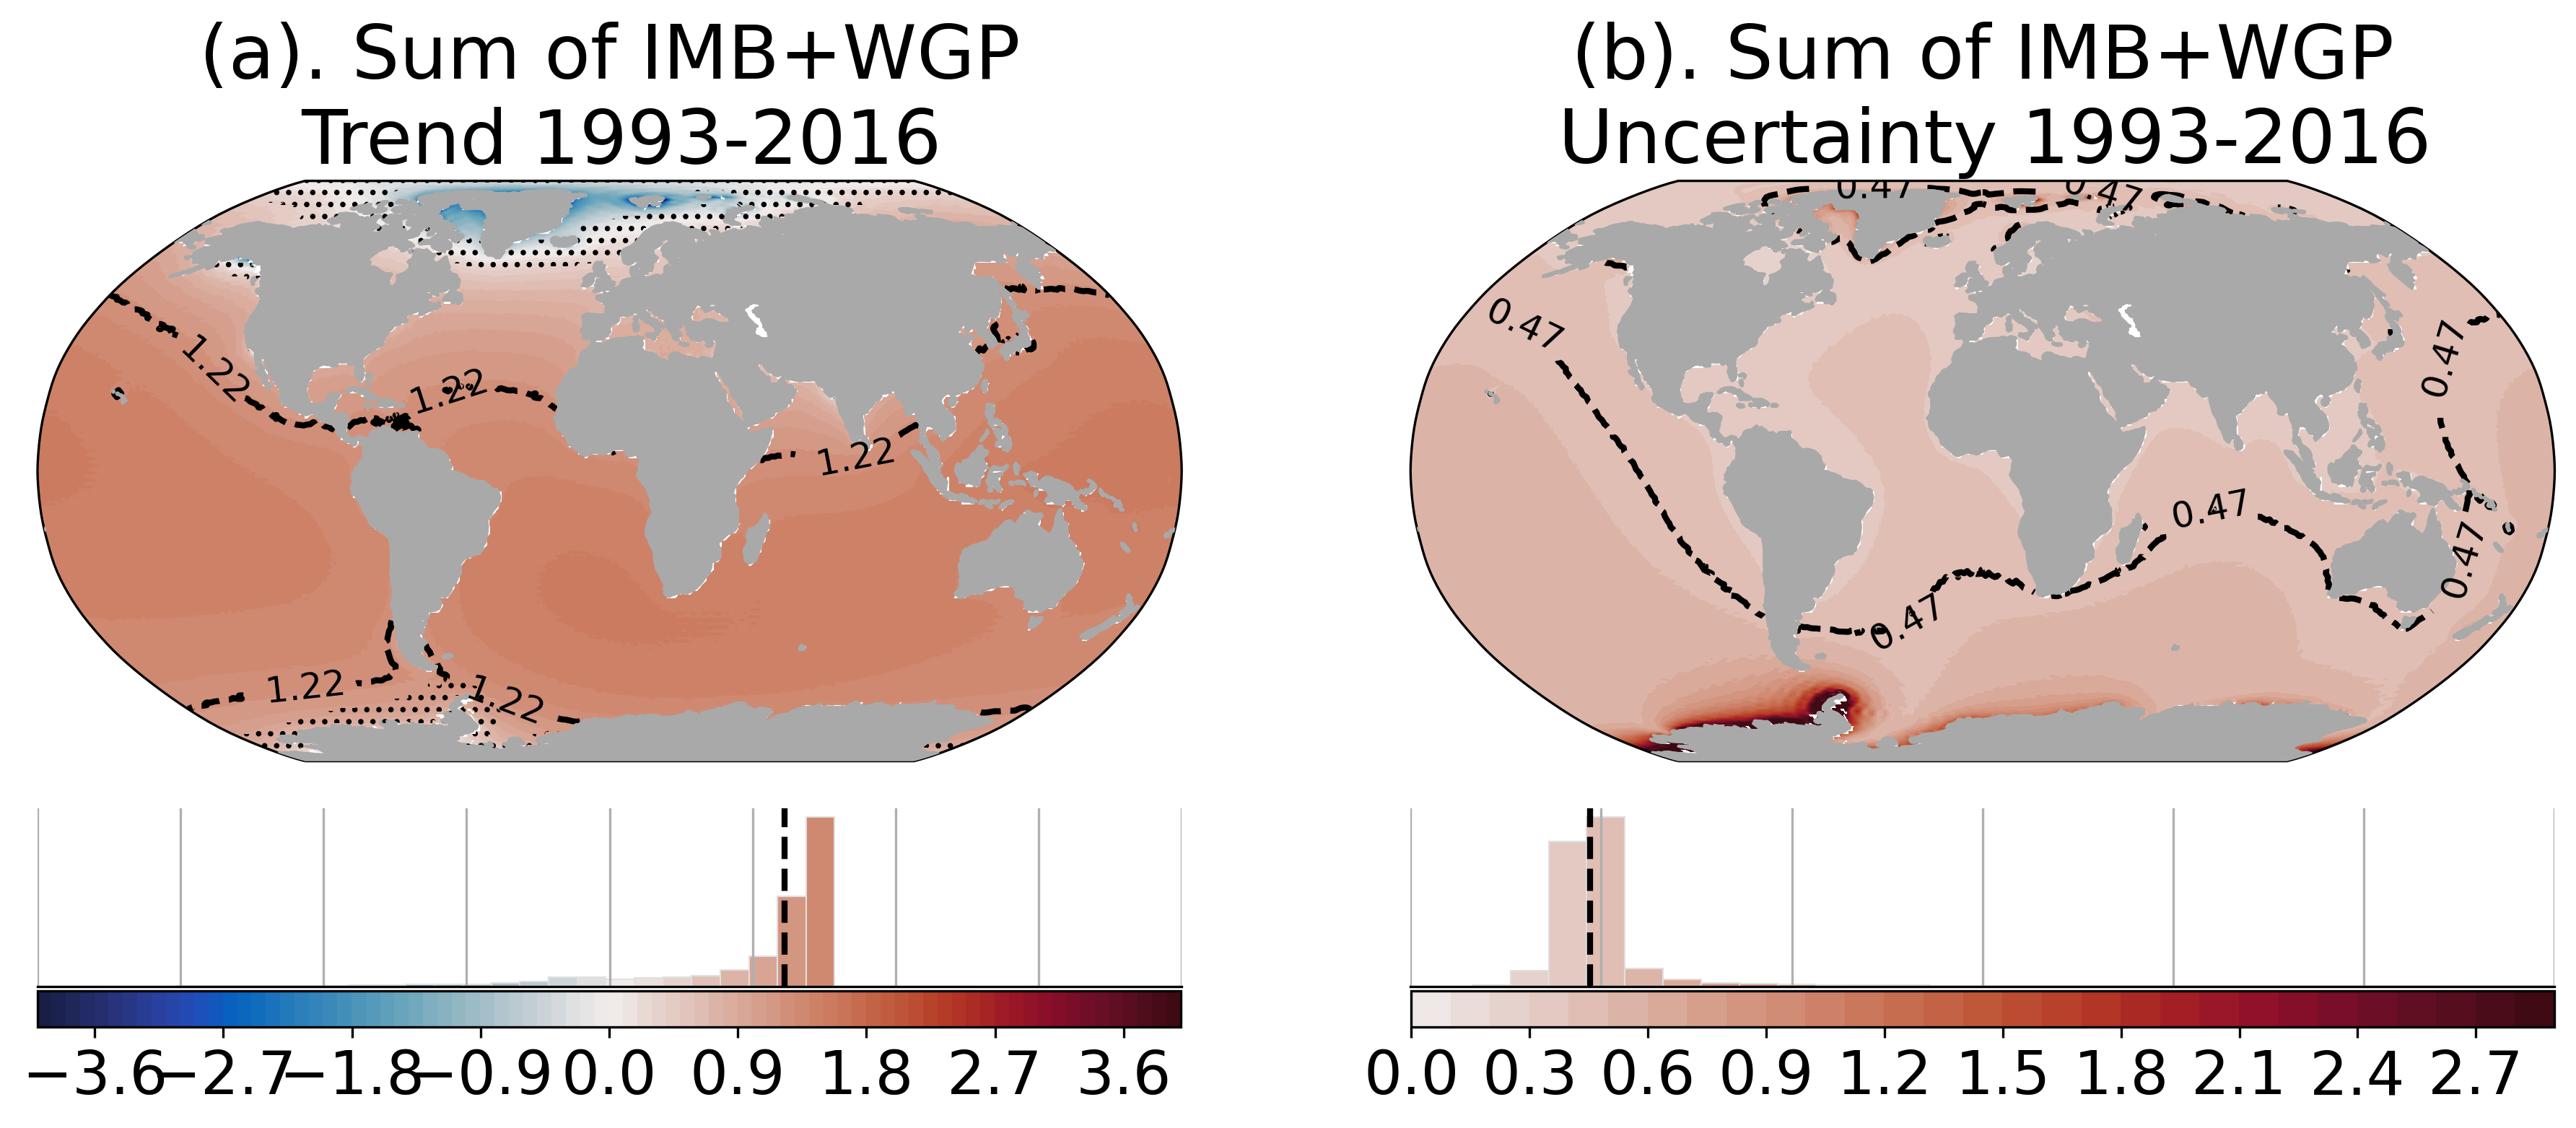 (a). Sum of IMB+WGP
Trend 1993-2016
1.22
1.22
1.22
1.22
1.22
−3.6 −2.7 −1.8 −0.9 0.0 0.9 1.8 2.7 3.6
(b). Sum of IMB+WGP
Uncertainty 1993-2016
0.47 0.47
0.47
0.47
0.47
0.47
0.47
0.0 0.3 0.6 0.9 1.2 1.5 1.8 2.1 2.4 2.7